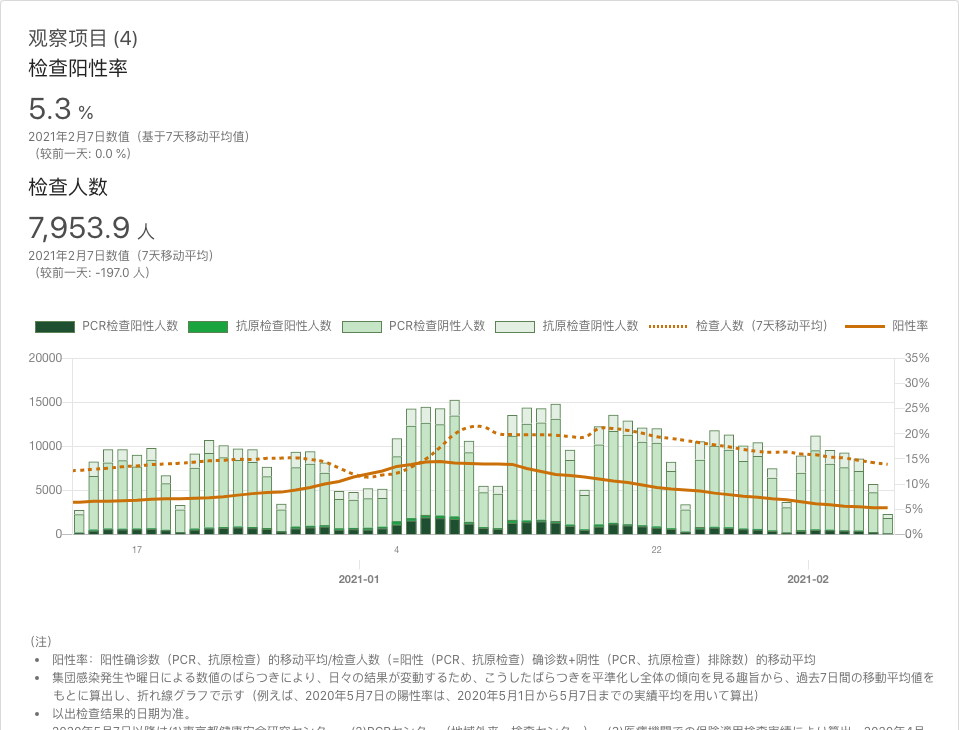 观察项目 (4)
检查阳性率
5.3 %
2021年2月7日数值（基于7天移动平均值）
（较前一天: 0.0 %）
检查人数
7,953.9 人
2021年2月7日数值（7天移动平均）
（较前一天: -197.0 人）
PCR检查阳性人数 抗原检查阳性人数 PCR检查阴性人数 抗原检查阴性人数 检查人数（7天移动平均） 阳性率
20000 35%
30%
15000 25%
20%
10000 15%
5000 10%
5%
0 0%
17 4 22
2021-01 2021-02
（注）
• 阳性率：阳性确诊数（PCR、抗原检查）的移动平均/检查人数（=阳性（PCR、抗原检查）确诊数+阴性（PCR、抗原检查）排除数）的移动平均
• 集団感染発生や曜日による数値のばらつきにより、日々の結果が変動するため、こうしたばらつきを平準化し全体の傾向を見る趣旨から、過去7日間の移動平均値を
もとに算出し、折れ線グラフで示す（例えば、2020年5月7日の陽性率は、2020年5月1日から5月7日までの実績平均を用いて算出）
• 以出检查结果的日期为准。